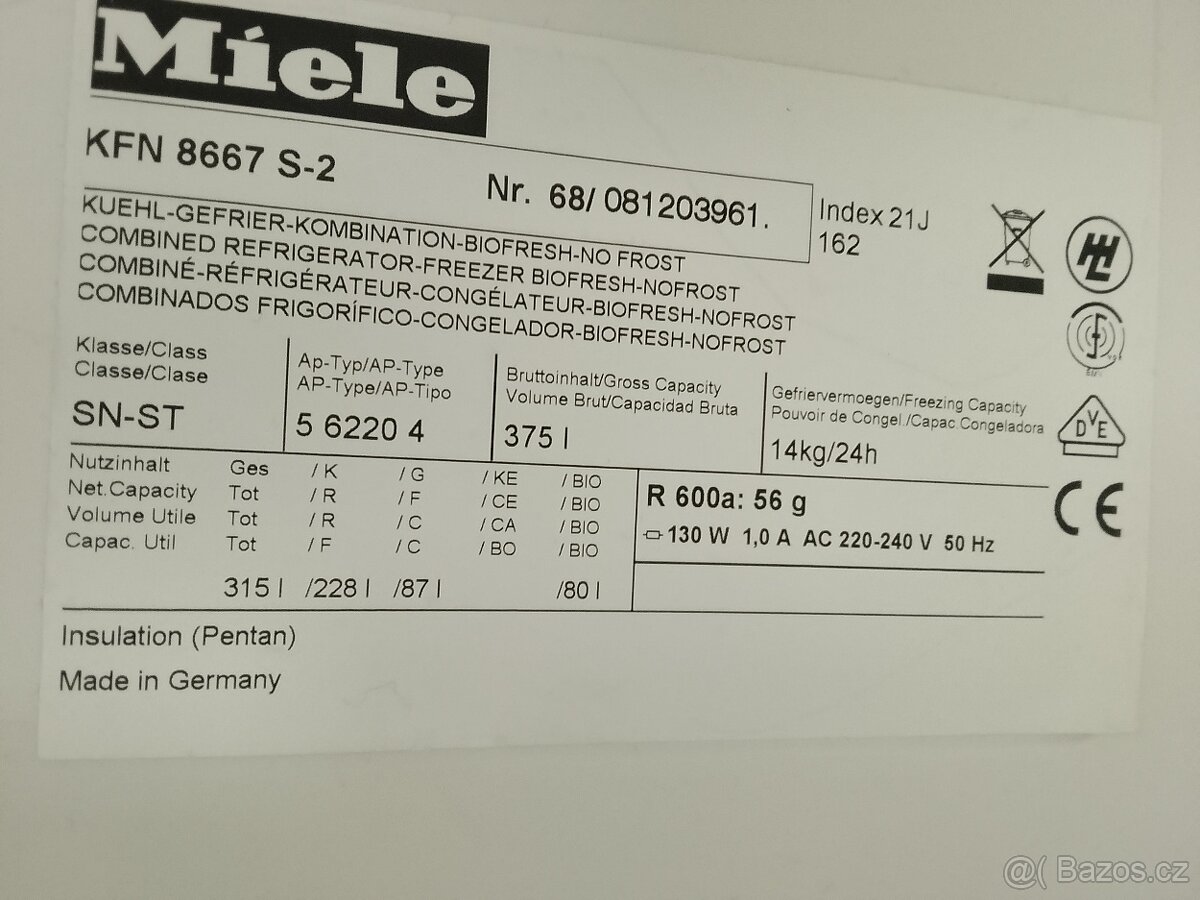 Miele
KFN 8667 S-2
Nr. 68/ 081203961.
Index 21J
162
KUEHL-GEFRIER-KOMBINATION-BIOFRESH-NO FROST
COMBINED REFRIGERATOR-FREEZER BIOFRESH-NOFROST
COMBINÉ-RÉFRIGÉRATEUR-CONGÉLATEUR-BIOFRESH-NOFROST
COMBINADOS FRIGORÍFICO-CONGELADOR-BIOFRESH-NOFROST
Klasse/Class
Classe/Clase
SN-ST
Ap-Typ/AP-Type
AP-Type/AP-Tipo
5 6220 4
Bruttoinhalt/Gross Capacity
Volume Brut/Capacidad Bruta
375 l
Gefriervermoegen/Freezing Capacity
Pouvoir de Congel./Capac.Congeladora
14kg/24h
Nutzinhalt Ges / K / G / KE / BIO
Net.Capacity Tot / R / F / CE / BIO
Volume Utile Tot / R / C / CA / BIO
Capac. Util Tot / F / C / BO / BIO
315 l /228 l /87 l /80 l
R 600a: 56 g
130 W 1,0 A AC 220-240 V 50 Hz
DVE
CE
Insulation (Pentan)
Made in Germany
@( Bazos.cz